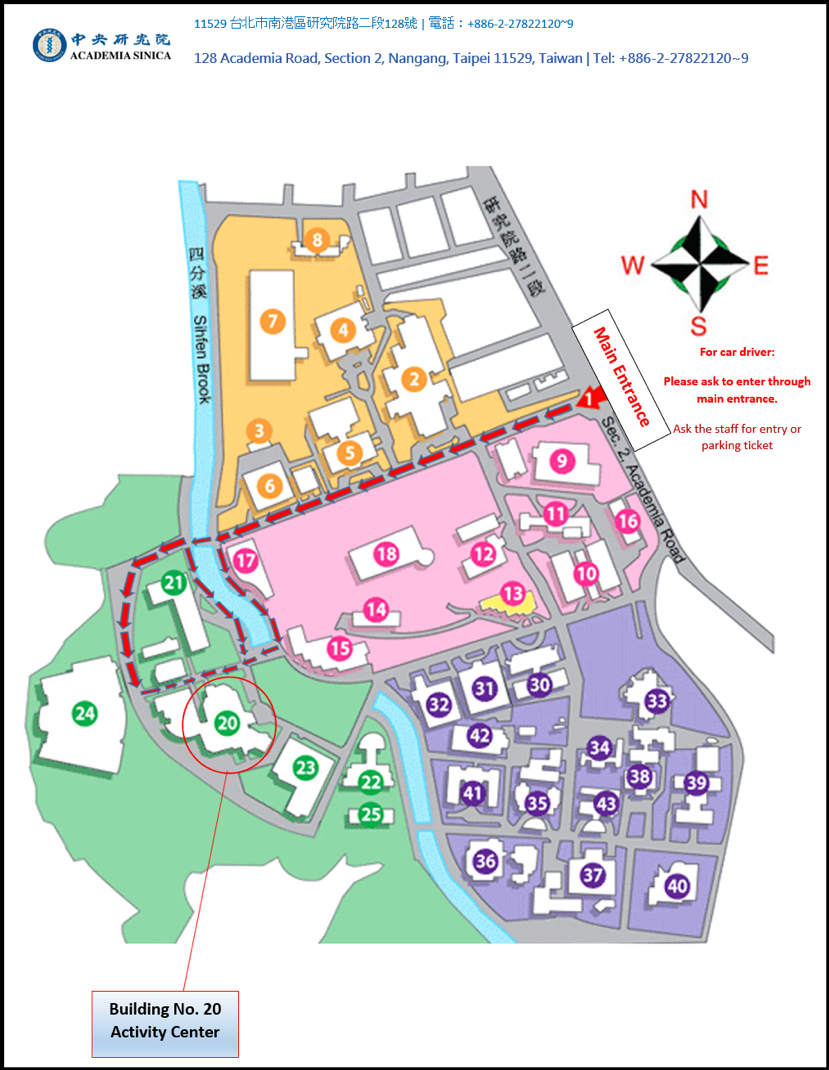 中央研究院
ACADEMIA SINICA
11529 台北市南港區研究院路二段128號 | 電話：+886-2-27822120~9
128 Academia Road, Section 2, Nangang, Taipei 11529, Taiwan | Tel: +886-2-27822120~9
研究院路二段
四分溪 Sihfen Brook
N
W
E
S
Main Entrance
For car driver:
Please ask to enter through
main entrance.
Ask the staff for entry or
parking ticket
Sec. 2, Academia Road
8
7
4
2
1
3
5
6
9
11
16
17
18
12
10
21
14
13
15
24
20
32
31
30
33
42
34
23
22
38
39
41
35
43
25
36
37
40
Building No. 20
Activity Center